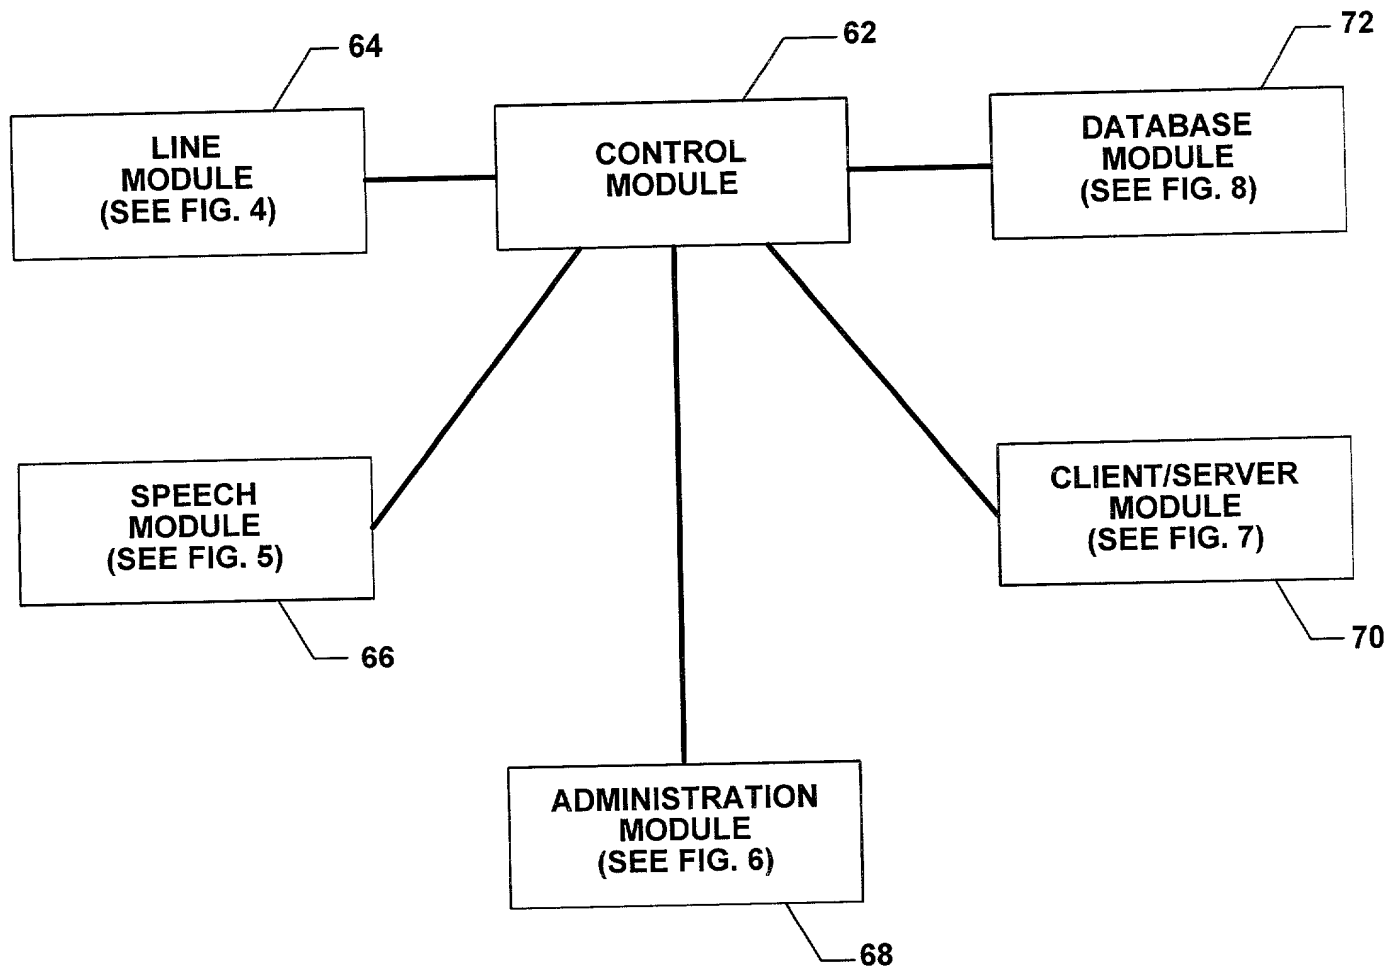 64
62
72
LINE
MODULE
(SEE FIG. 4)
CONTROL
MODULE
DATABASE
MODULE
(SEE FIG. 8)
SPEECH
MODULE
(SEE FIG. 5)
66
CLIENT/SERVER
MODULE
(SEE FIG. 7)
70
ADMINISTRATION
MODULE
(SEE FIG. 6)
68